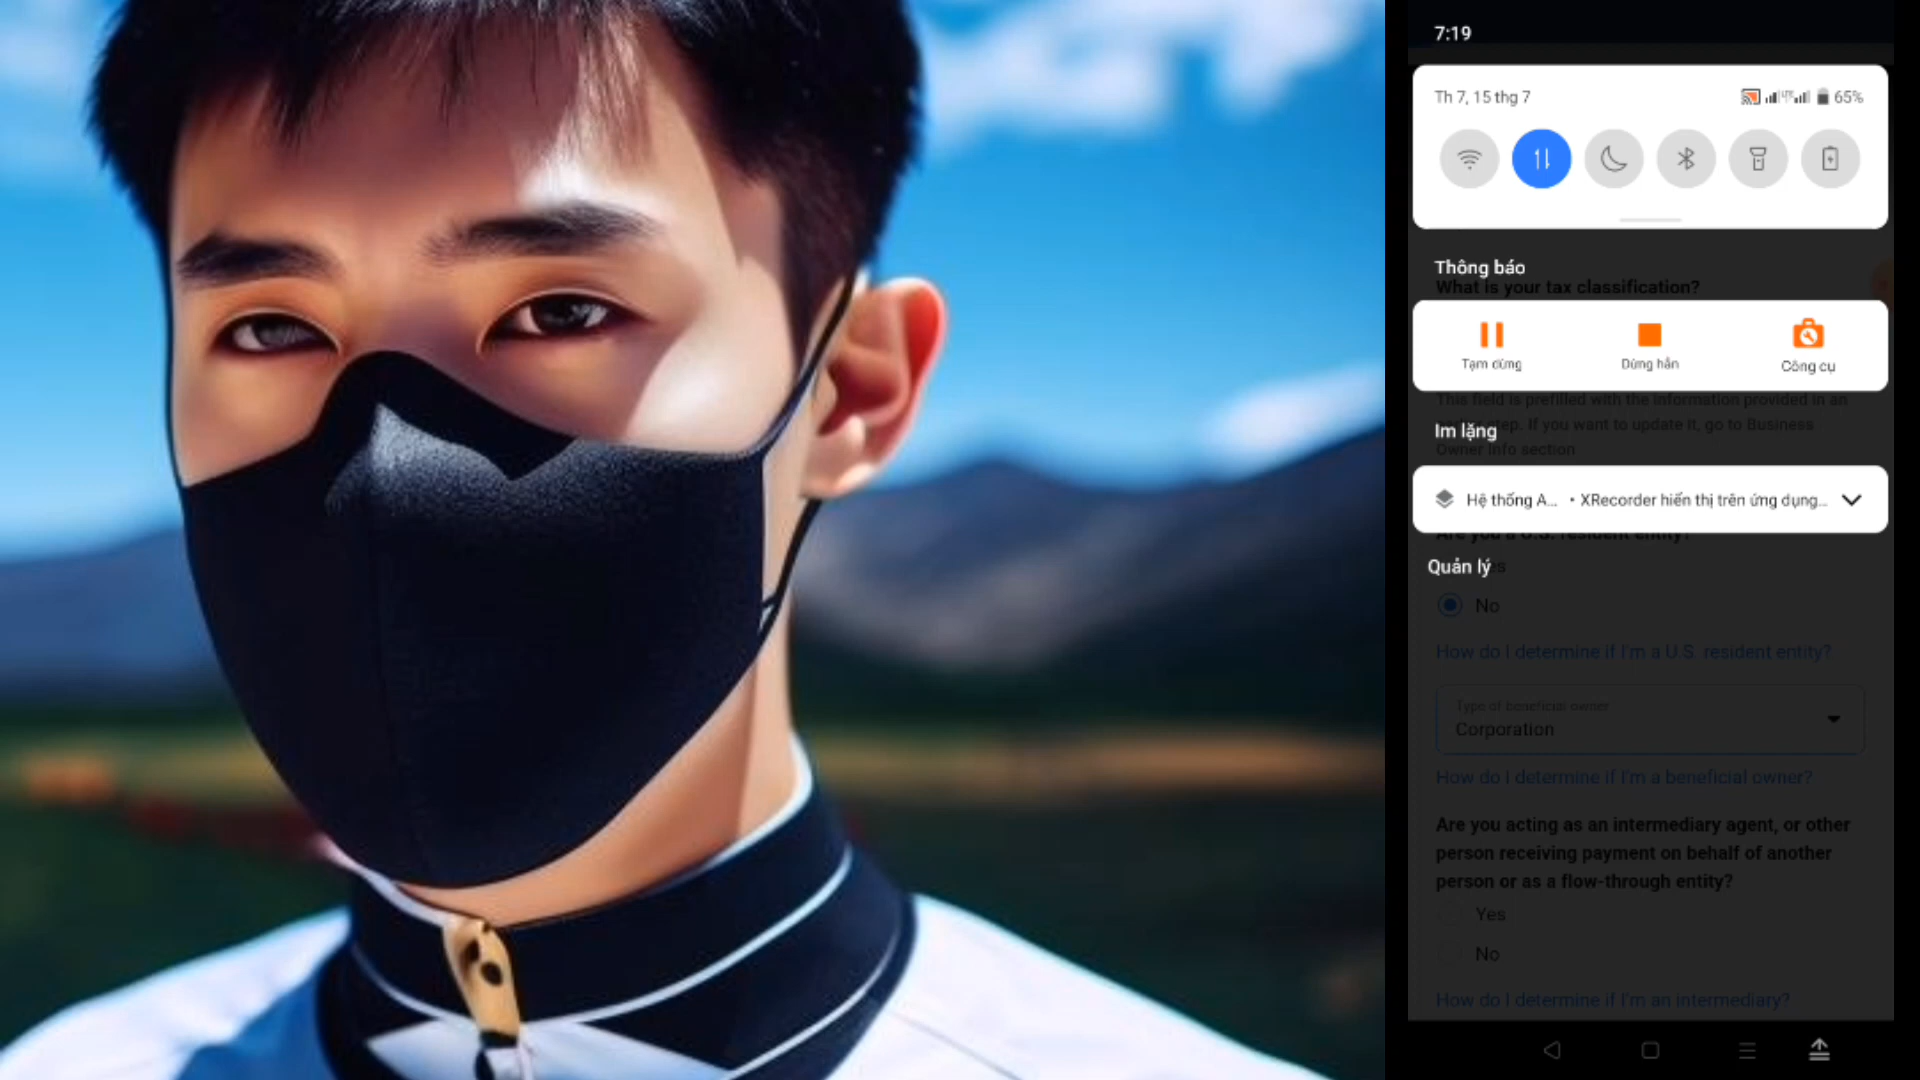 7:19
Th 7, 15 thg 7
65%
Thông báo
What is your tax classification?
Tạm dừng
Dừng hẳn
Công cụ
This field is prefilled with the information provided in an
step. If you want to update it, go to Business
Owner Info section
Im lặng
Hệ thống A... • XRecorder hiển thị trên ứng dụng...
Are you a U.S. resident entity?
Quản lý
No
How do I determine if I'm a U.S. resident entity?
Type of beneficial owner
Corporation
How do I determine if I'm a beneficial owner?
Are you acting as an intermediary agent, or other
person receiving payment on behalf of another
person or as a flow-through entity?
Yes
No
How do I determine if I'm an intermediary?